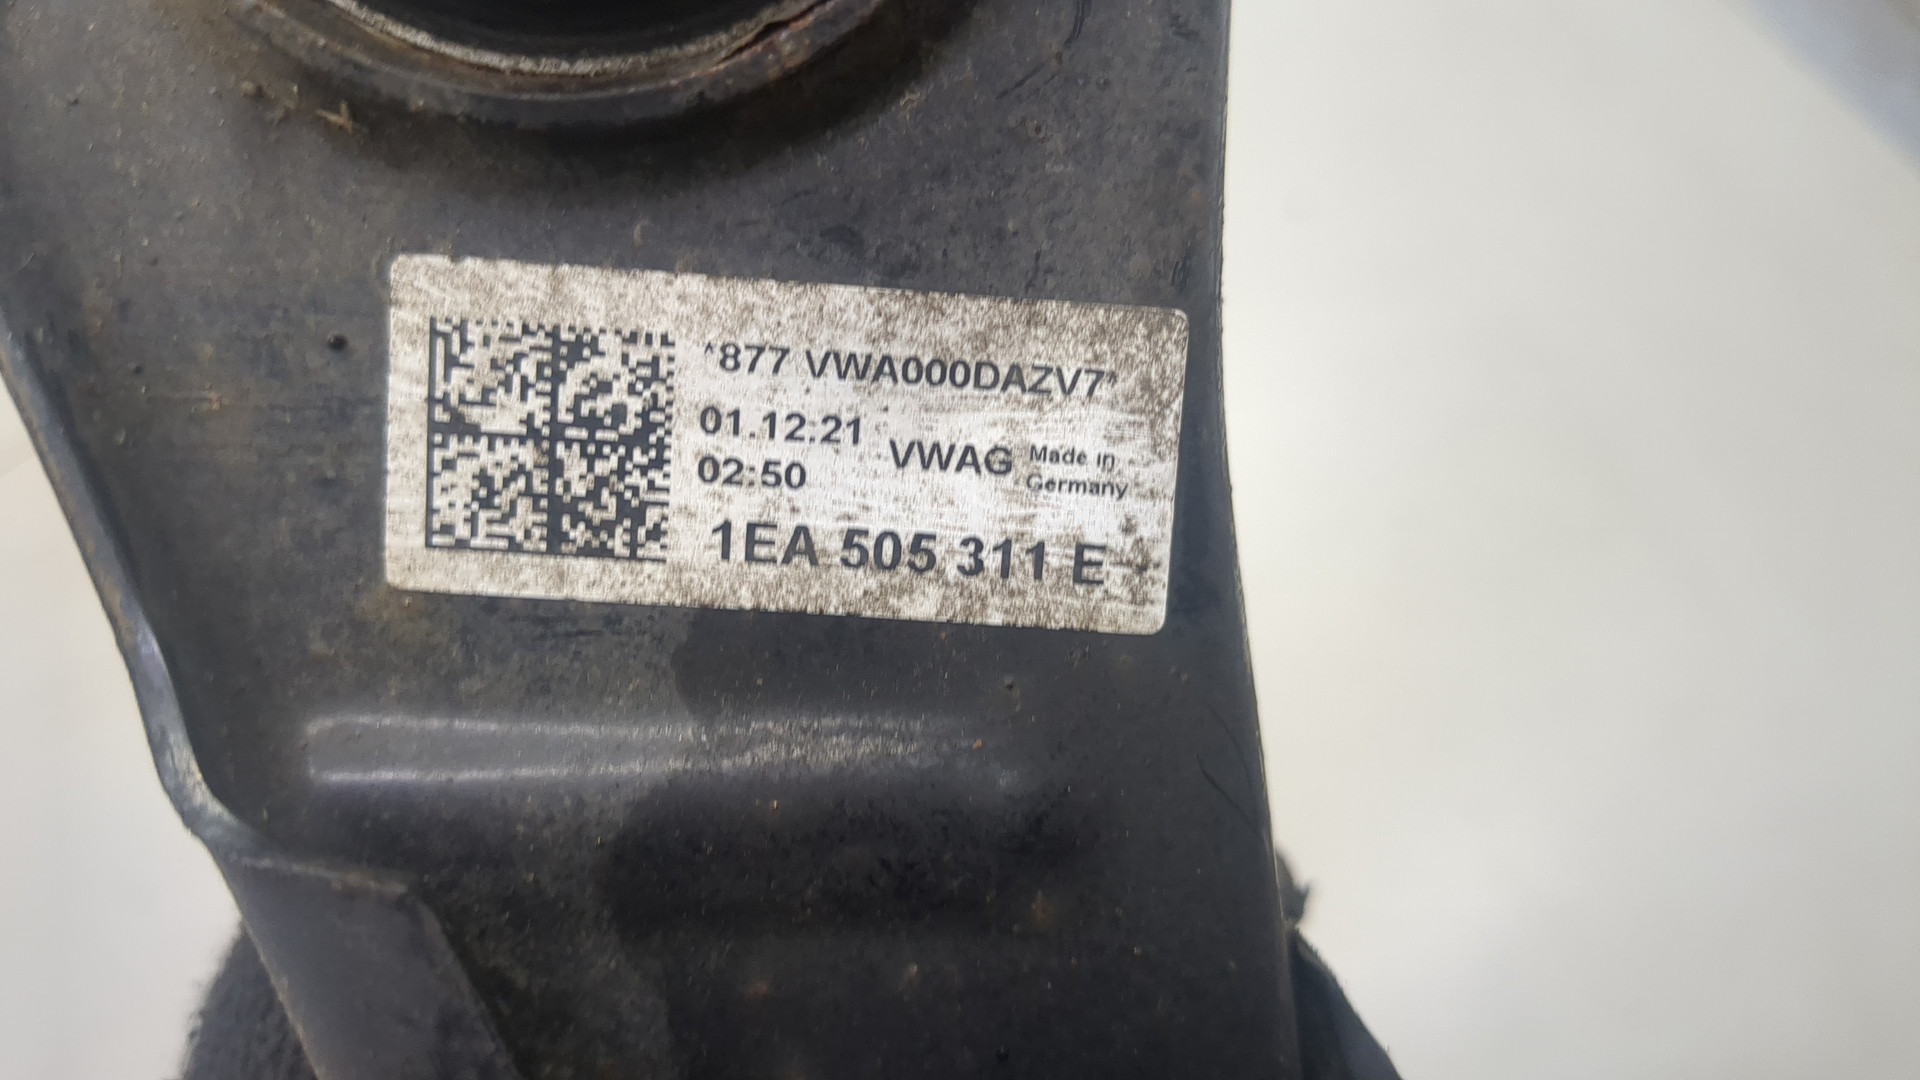 *877 VWA000DAZV7*
01.12.21
02:50
VWAG
Made in
Germany
1EA 505 311 E